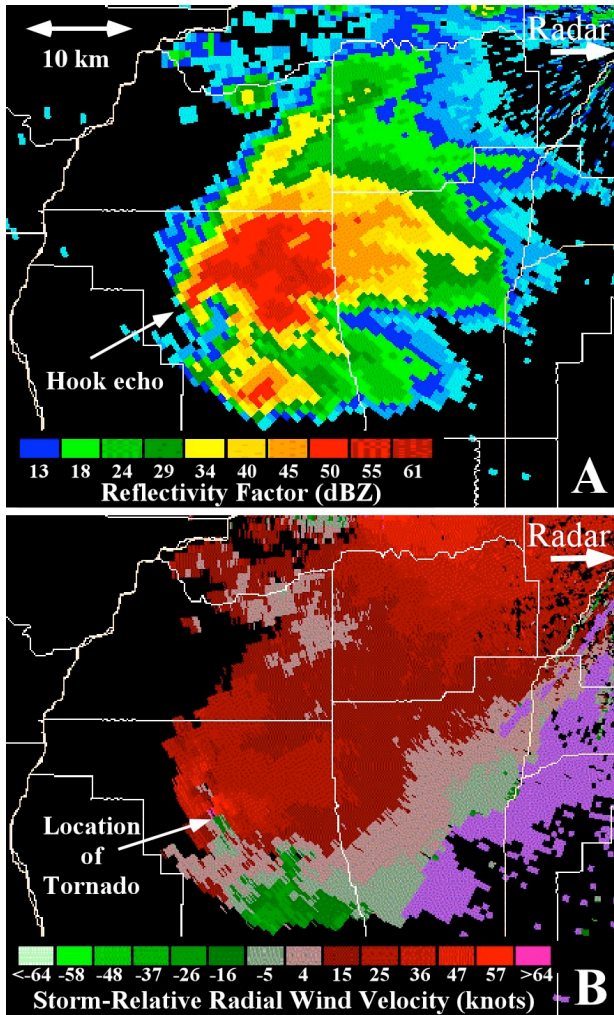 10 km
Radar
Hook echo
13 18 24 29 34 40 45 50 55 61
Reflectivity Factor (dBZ)
A
Radar
Location
of
Tornado
<-64 -58 -48 -37 -26 -16 -5 4 15 25 36 47 57 >64
Storm-Relative Radial Wind Velocity (knots)
B